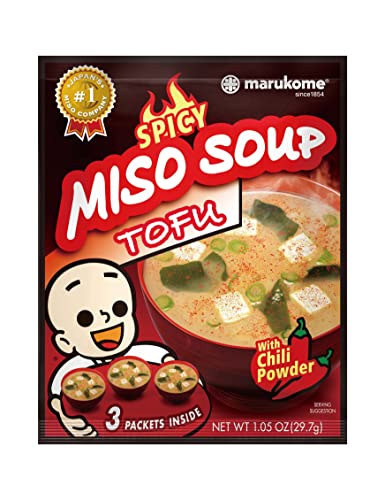 JAPAN'S
#1
MISO COMPANY
marukome®
since1854
SPICY
MISO SOUP
TOFU
With
Chili
Powder
3 PACKETS INSIDE
SERVING
SUGGESTION
NET WT 1.05 OZ(29.7g)